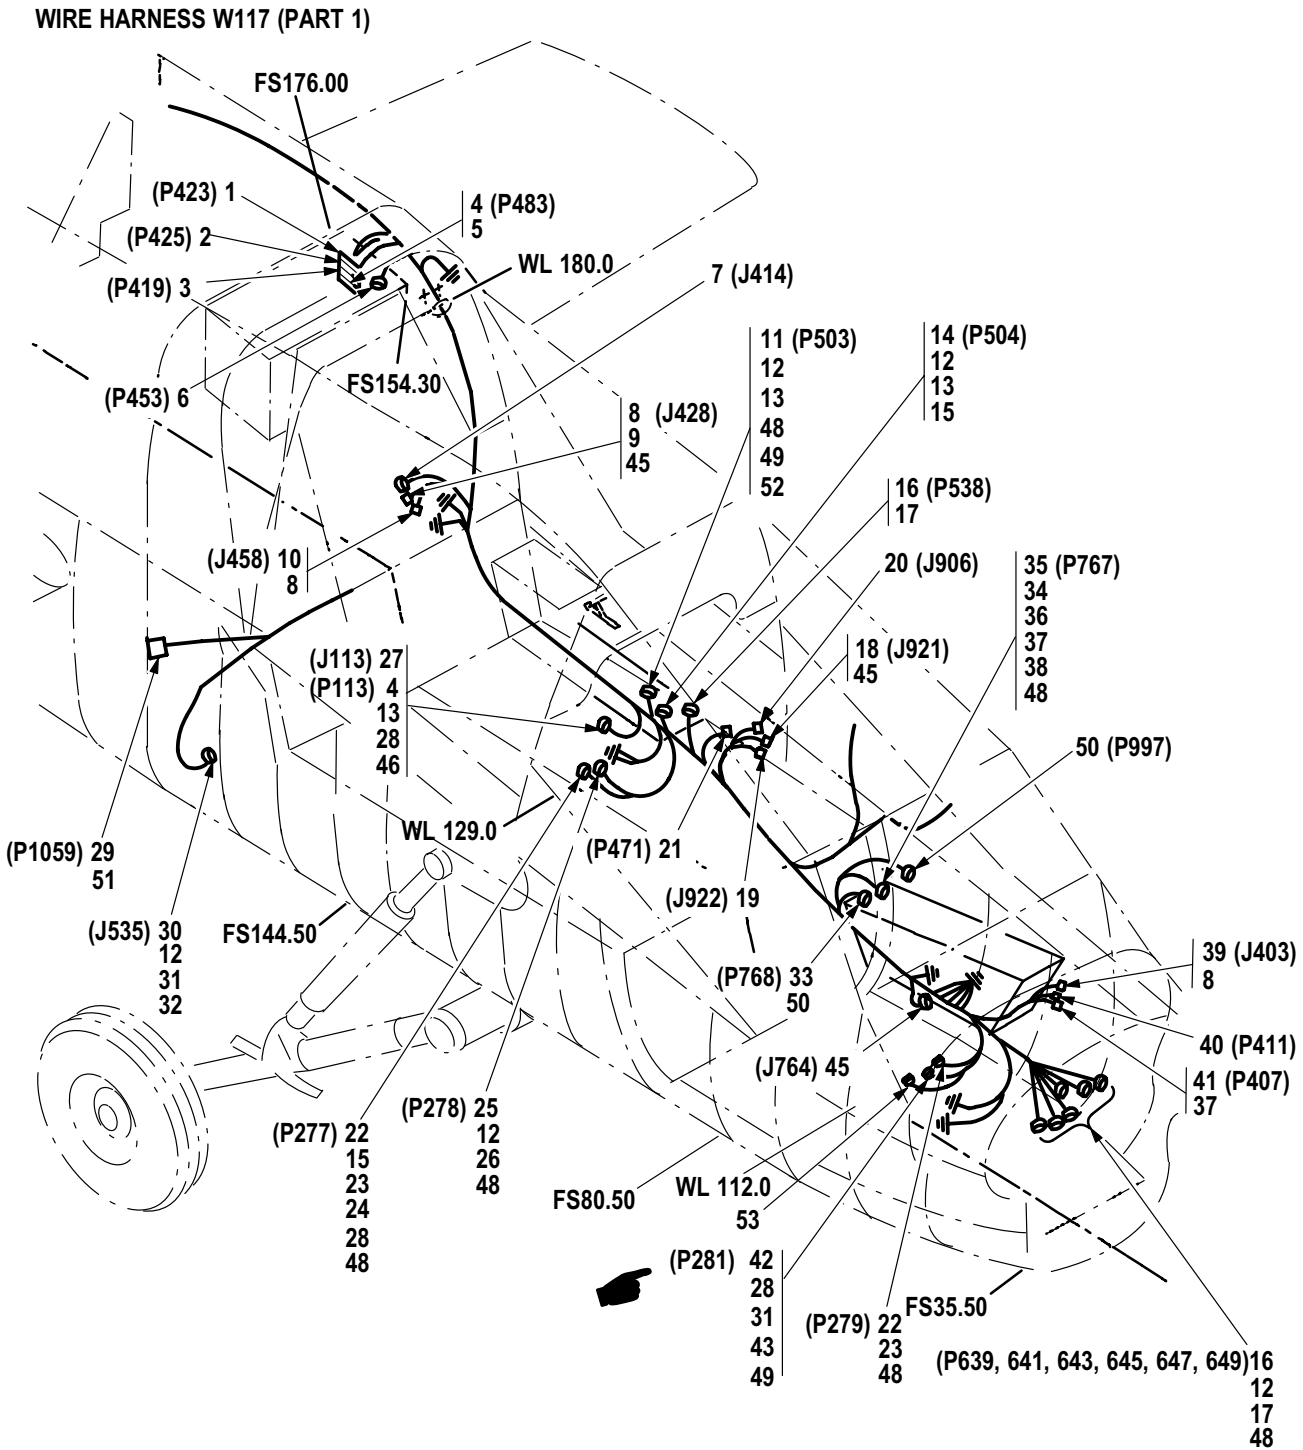 WIRE HARNESS W117 (PART 1)
FS176.00
(P423) 1
4 (P483)
5
(P425) 2
WL 180.0
7 (J414)
(P419) 3
11 (P503)
12
13
48
49
52
14 (P504)
12
13
15
(P453) 6
FS154.30
8 (J428)
9
45
16 (P538)
17
(J458) 10
8
20 (J906)
35 (P767)
34
36
37
38
48
18 (J921)
45
(J113) 27
(P113) 4
13
28
46
50 (P997)
WL 129.0
(P1059) 29
51
(P471) 21
(J922) 19
(J535) 30
12
31
32
FS144.50
(P768) 33
50
39 (J403)
8
40 (P411)
(J764) 45
41 (P407)
37
(P278) 25
12
26
48
(P277) 22
15
23
24
28
48
FS80.50
WL 112.0
53
(P281) 42
28
31
43
49
FS35.50
(P279) 22
23
48
(P639, 641, 643, 645, 647, 649)16
12
17
48